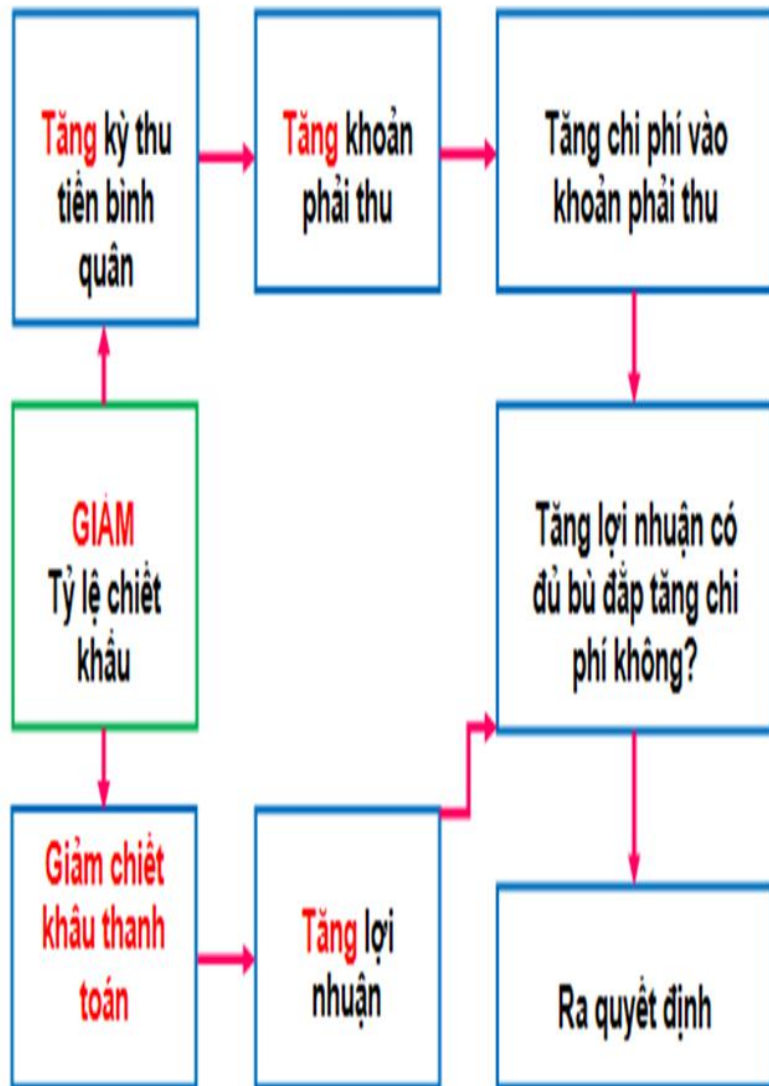 Tăng kỳ thu
tiền bình
quân
Tăng khoản
phải thu
Tăng chi phí vào
khoản phải thu
GIẢM
Tỷ lệ chiết
khấu
Tăng lợi nhuận có
đủ bù đắp tăng chi
phí không?
Giảm chiết
khâu thanh
toán
Tăng lợi
nhuận
Ra quyết định